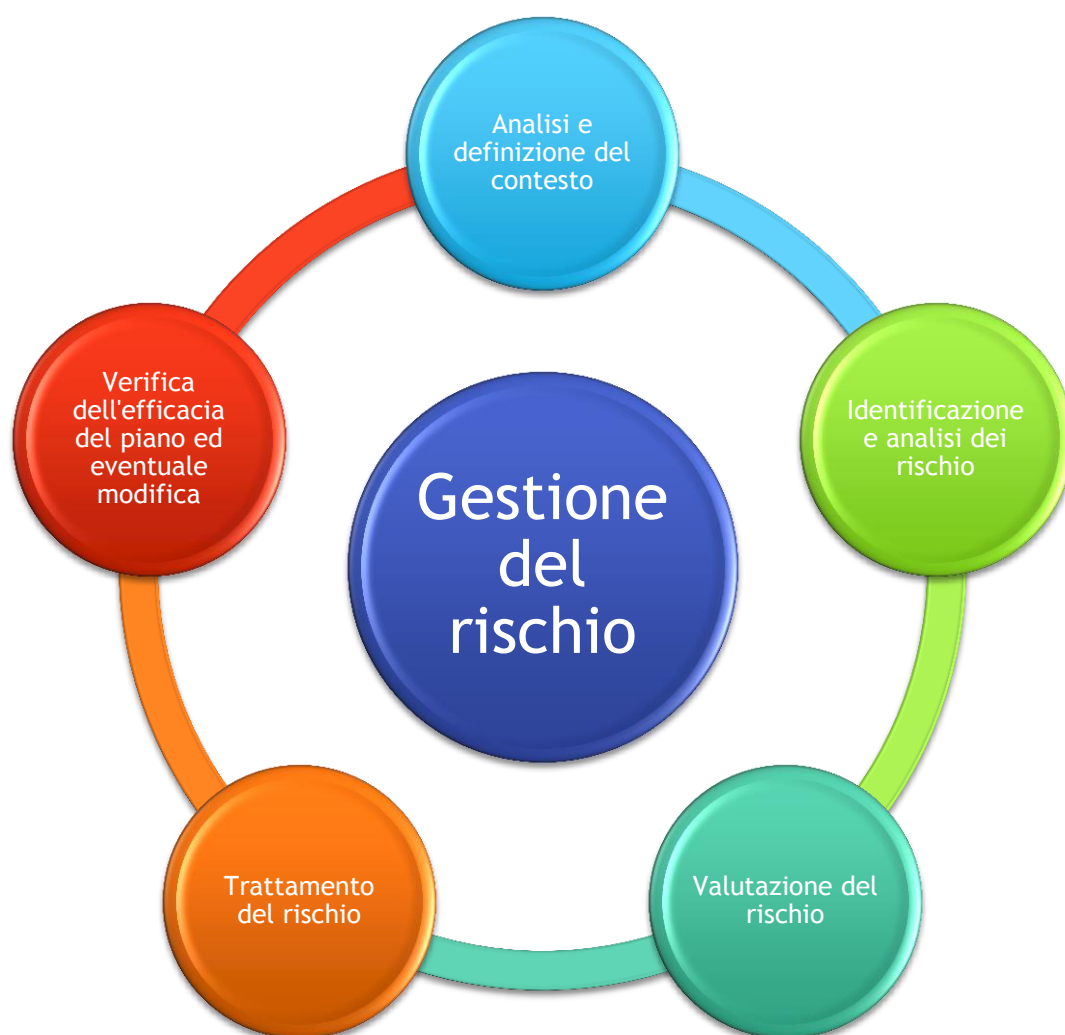 Analisi e
definizione del
contesto
Identificazione
e analisi dei
rischio
Valutazione del
rischio
Trattamento
del rischio
Verifica
dell'efficacia
del piano ed
eventuale
modifica
Gestione
del
rischio